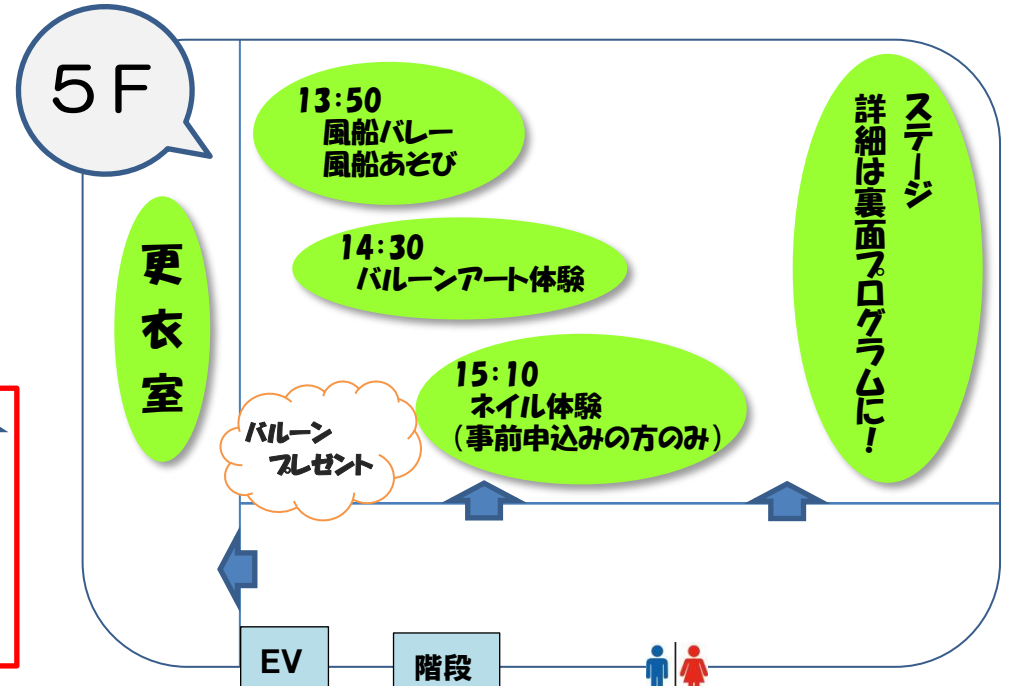 ５Ｆ
13:50
風船バレー
風船あそび
14:30
バルーンアート体験
15:10
ネイル体験
（事前申込みの方のみ）
ステージ
詳細は裏面プログラムに！
更衣室
バルーン
プレゼント
EV
階段